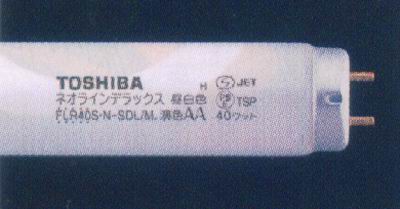 TOSHIBA H JET
ネオラインデラックス 昼白色 TSP
FLR40S·N-SDL/M. 演色AA 40ワット